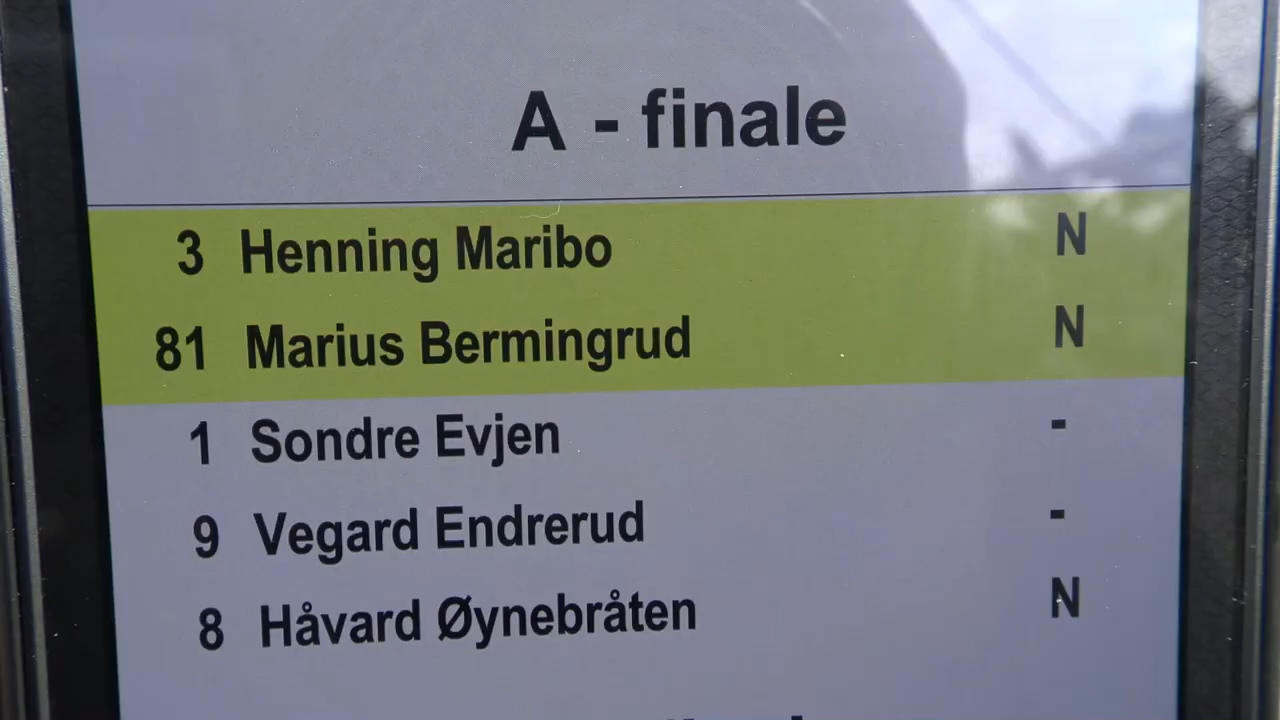 A - finale
3 Henning Maribo N
81 Marius Bermingrud N
1 Sondre Evjen -
9 Vegard Endrerud -
8 Håvard Øynebråten N